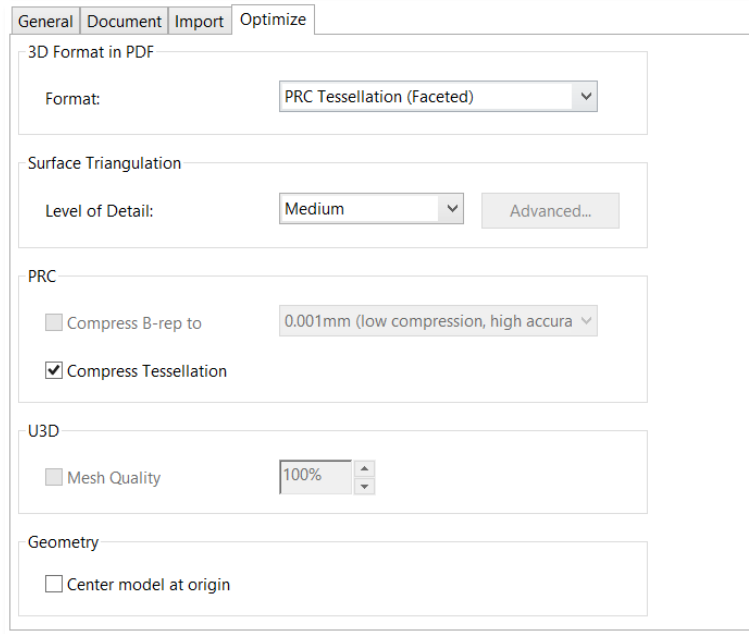 General Document Import Optimize
3D Format in PDF
Format: PRC Tessellation (Faceted)
Surface Triangulation
Level of Detail: Medium Advanced...
PRC
Compress B-rep to 0.001mm (low compression, high accura
Compress Tessellation
U3D
Mesh Quality 100%
Geometry
Center model at origin